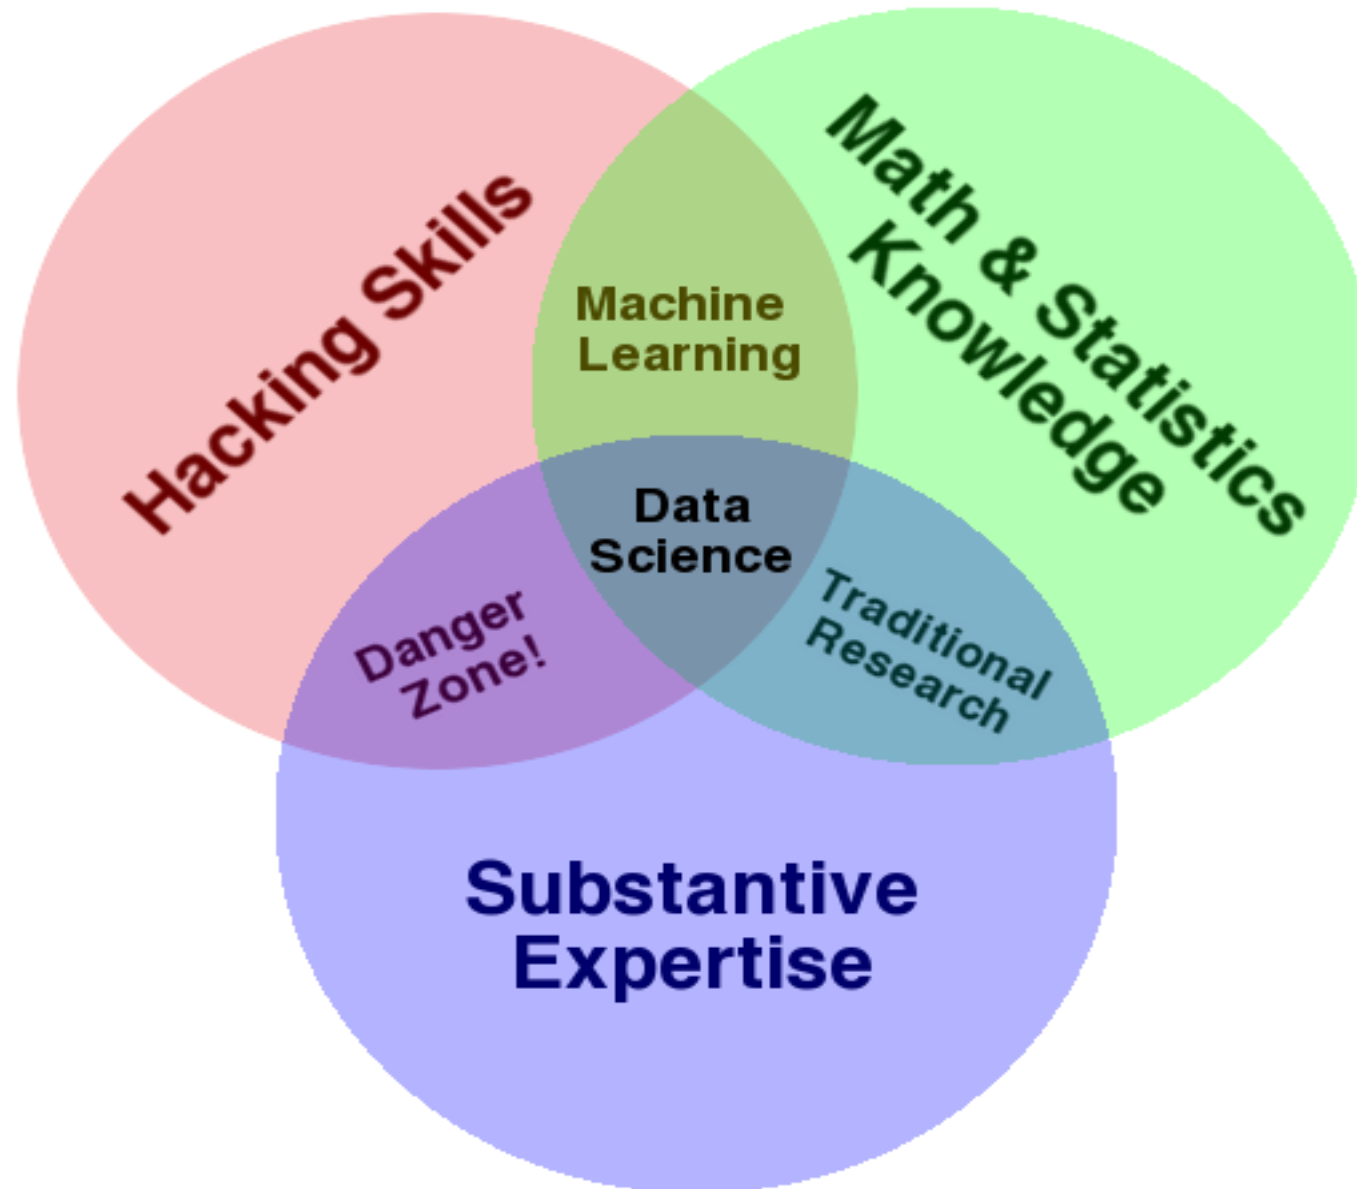 Hacking Skills
Math & Statistics
Knowledge
Machine
Learning
Data
Science
Danger
Zone!
Traditional
Research
Substantive
Expertise